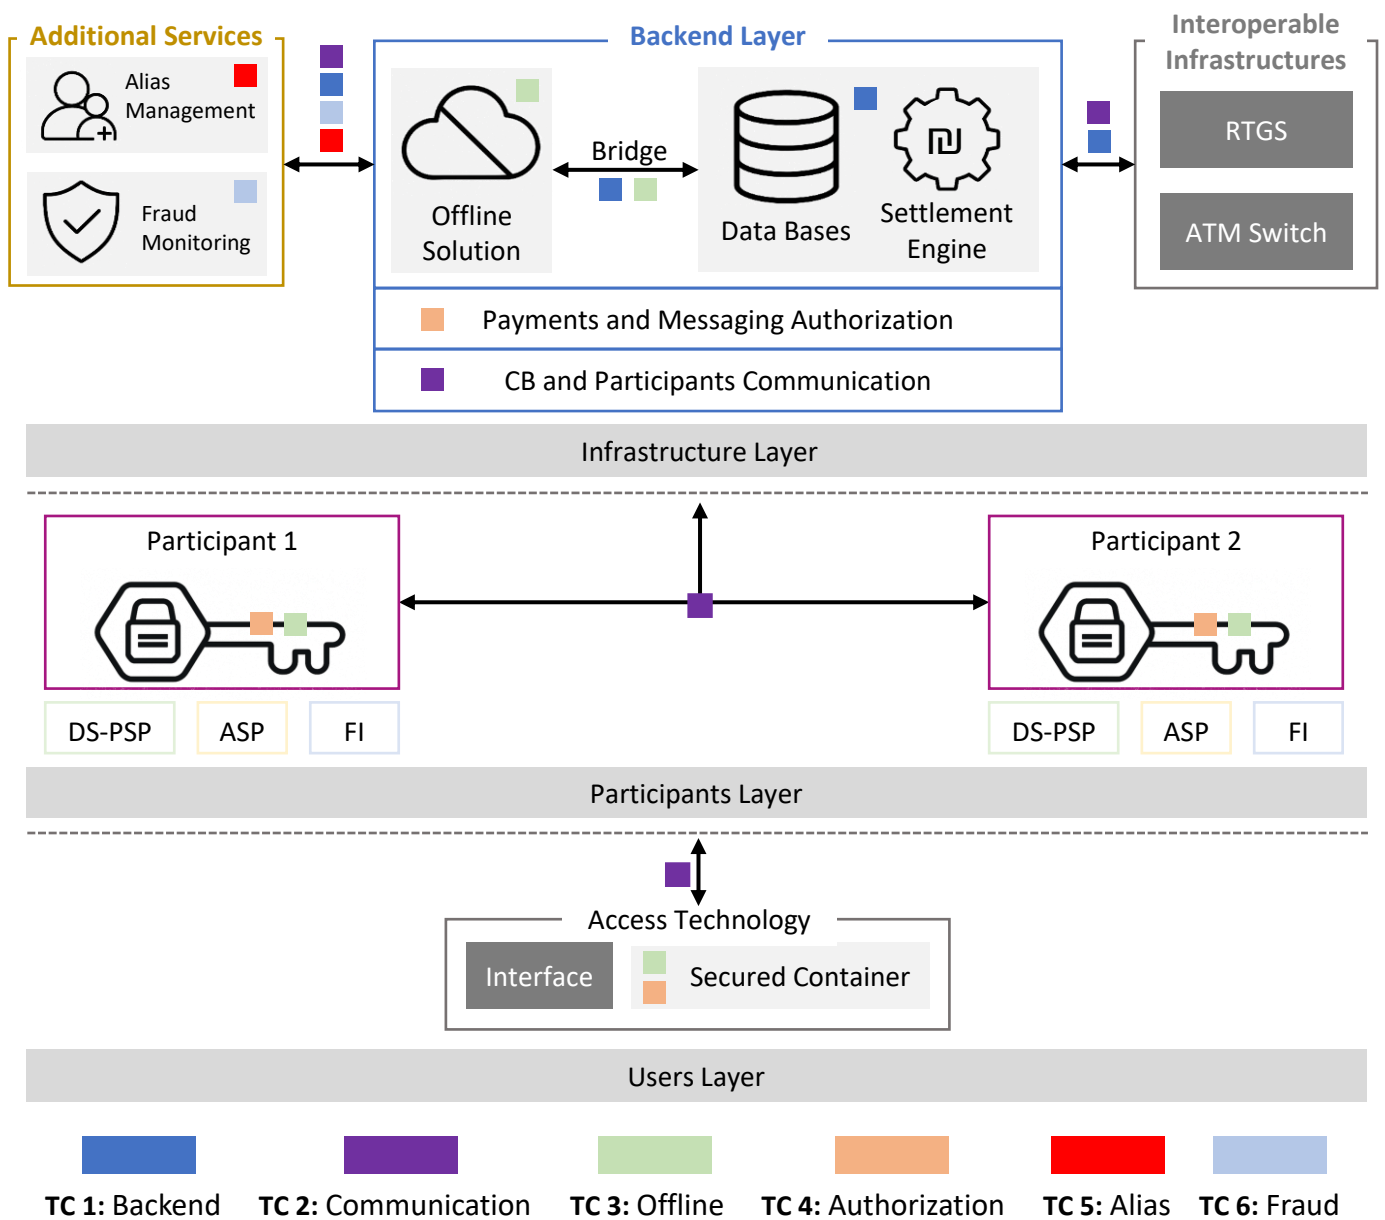 Additional Services
Alias
Management
Fraud
Monitoring
Backend Layer
Offline
Solution
Bridge
Data Bases
₪
Settlement
Engine
Interoperable
Infrastructures
RTGS
ATM Switch
Payments and Messaging Authorization
CB and Participants Communication
Infrastructure Layer
Participant 1
Participant 2
DS-PSP
ASP
FI
DS-PSP
ASP
FI
Participants Layer
Access Technology
Interface
Secured Container
Users Layer
TC 1: Backend
TC 2: Communication
TC 3: Offline
TC 4: Authorization
TC 5: Alias
TC 6: Fraud